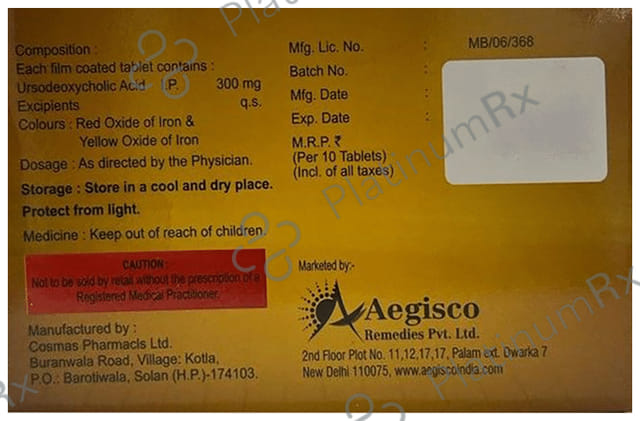 Composition :
Each film coated tablet contains :
Ursodeoxycholic Acid I.P. 300 mg
Excipients q.s.
Colours : Red Oxide of Iron &
Yellow Oxide of Iron
Dosage : As directed by the Physician.
Storage : Store in a cool and dry place.
Protect from light.
Medicine : Keep out of reach of children.
CAUTION :
Not to be sold by retail without the prescription of a
Registered Medical Practitioner.
Manufactured by :
Cosmas Pharmacls Ltd.
Buranwala Road, Village: Kotla,
P.O.: Barotiwala, Solan (H.P.)-174103.
Mfg. Lic. No. : MB/06/368
Batch No. :
Mfg. Date :
Exp. Date :
M.R.P. ₹
(Per 10 Tablets)
(Incl. of all taxes)
Marketed by:-
Aegisco
Remedies Pvt. Ltd.
2nd Floor Plot No. 11,12,17,17, Palam ext. Dwarka 7
New Delhi 110075, www.aegiscoindia.com
PlatinumRx
PlatinumRx
PlatinumRx
Rx